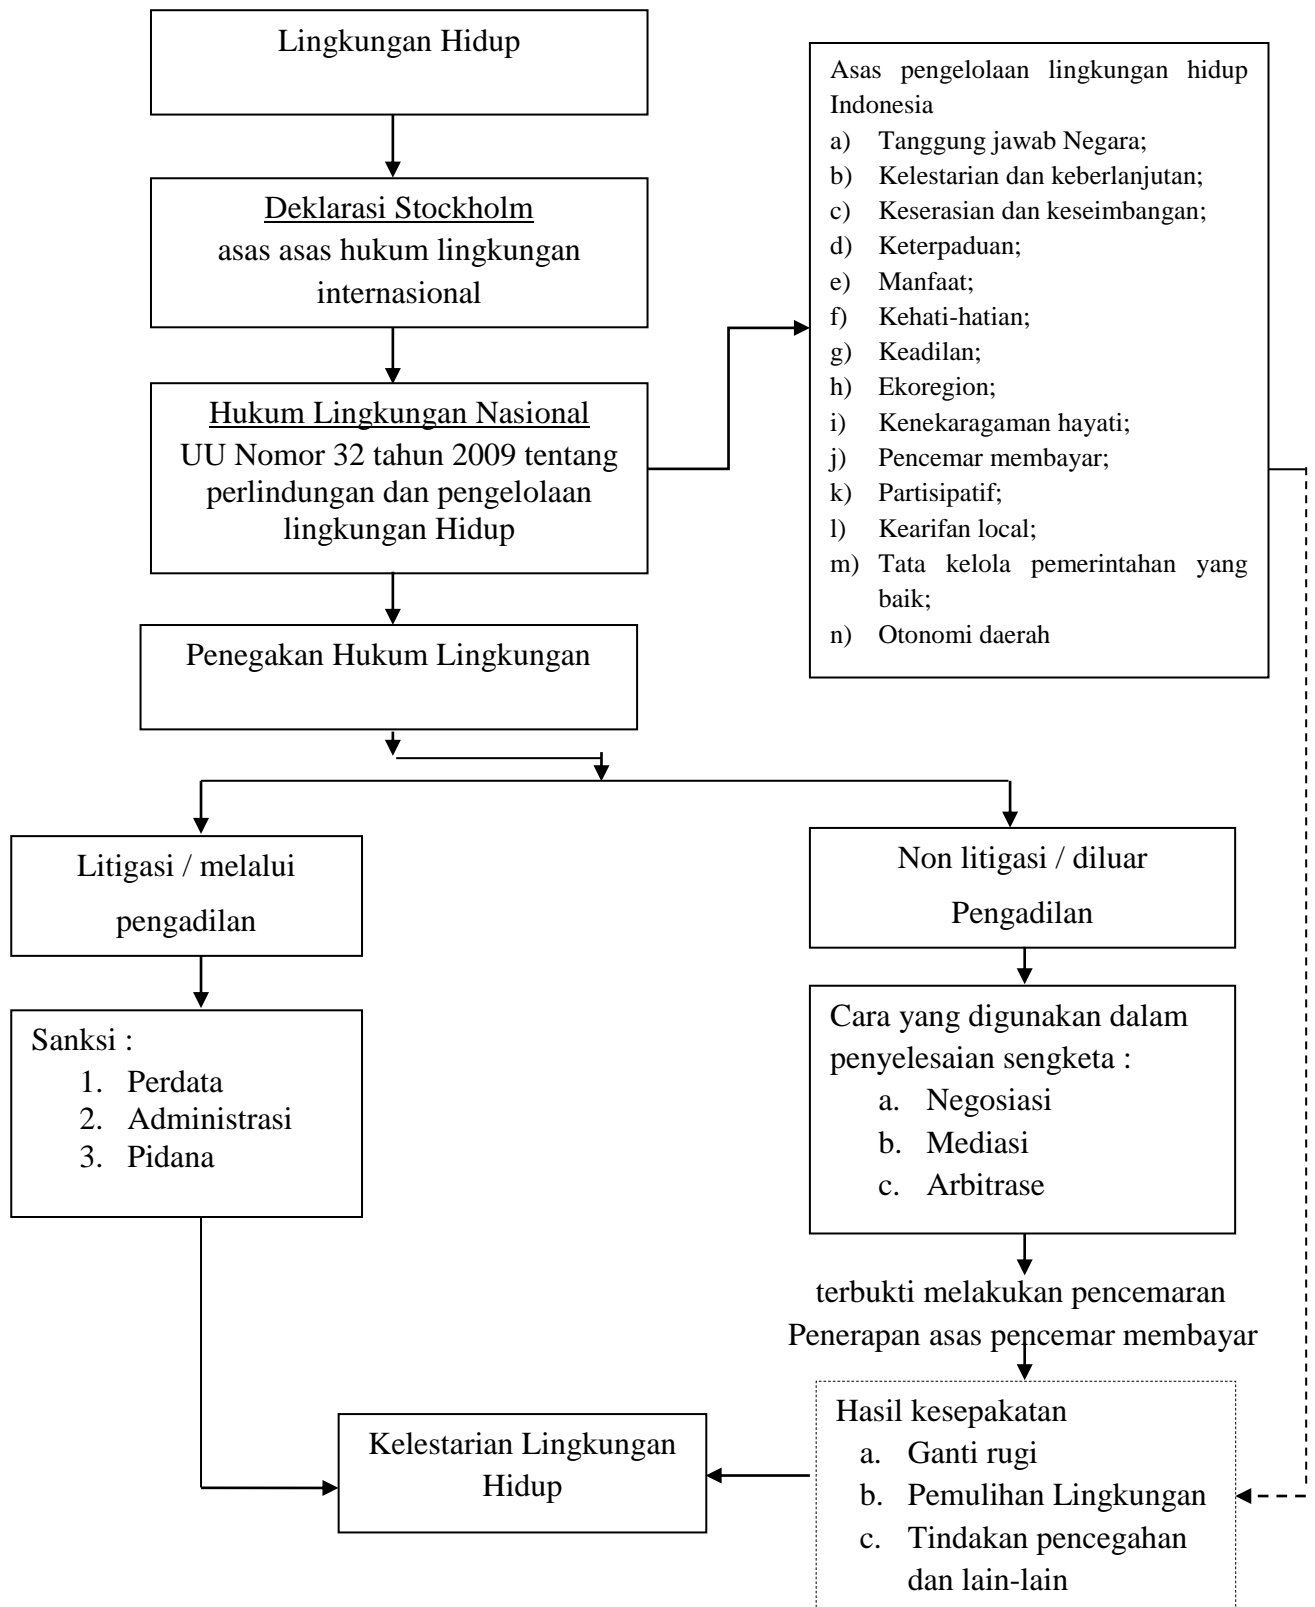 Lingkungan Hidup
Deklarasi Stockholm
asas asas hukum lingkungan
internasional
Hukum Lingkungan Nasional
UU Nomor 32 tahun 2009 tentang
perlindungan dan pengelolaan
lingkungan Hidup
Asas pengelolaan lingkungan hidup
Indonesia
a) Tanggung jawab Negara;
b) Kelestarian dan keberlanjutan;
c) Keserasian dan keseimbangan;
d) Keterpaduan;
e) Manfaat;
f) Kehati-hatian;
g) Keadilan;
h) Ekoregion;
i) Kenekaragaman hayati;
j) Pencemar membayar;
k) Partisipatif;
l) Kearifan local;
m) Tata kelola pemerintahan yang
baik;
n) Otonomi daerah
Penegakan Hukum Lingkungan
Litigasi / melalui
pengadilan
Sanksi :
1. Perdata
2. Administrasi
3. Pidana
Non litigasi / diluar
Pengadilan
Cara yang digunakan dalam
penyelesaian sengketa :
a. Negosiasi
b. Mediasi
c. Arbitrase
terbukti melakukan pencemaran
Penerapan asas pencemar membayar
Hasil kesepakatan
a. Ganti rugi
b. Pemulihan Lingkungan
c. Tindakan pencegahan
dan lain-lain
Kelestarian Lingkungan
Hidup